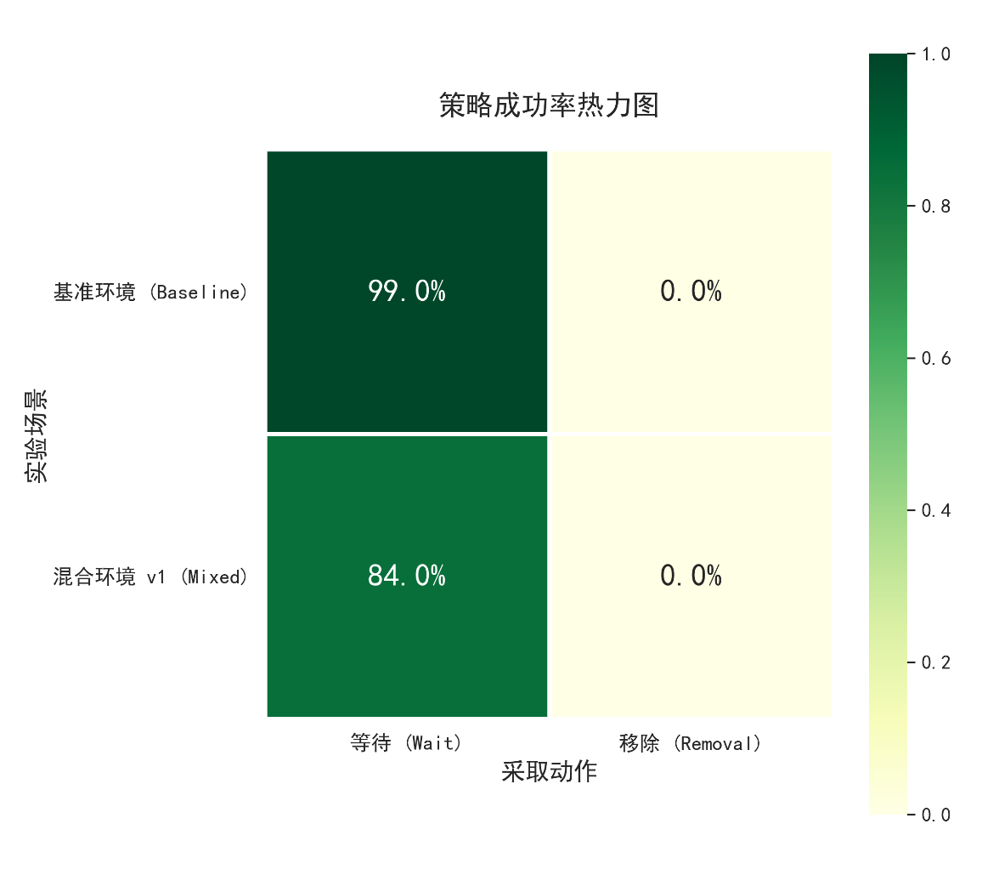 策略成功率热力图
实验场景
基准环境 (Baseline)
99.0%
0.0%
混合环境 v1 (Mixed)
84.0%
0.0%
等待 (Wait)
移除 (Removal)
采取动作
1.0
0.8
0.6
0.4
0.2
0.0